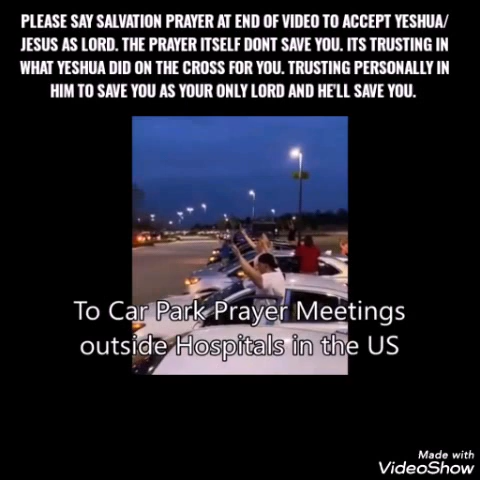 PLEASE SAY SALVATION PRAYER AT END OF VIDEO TO ACCEPT YESHUA/
JESUS AS LORD. THE PRAYER ITSELF DONT SAVE YOU. ITS TRUSTING IN
WHAT YESHUA DID ON THE CROSS FOR YOU. TRUSTING PERSONALLY IN
HIM TO SAVE YOU AS YOUR ONLY LORD AND HE'LL SAVE YOU.
To Car Park Prayer Meetings
outside Hospitals in the US
Made with
VideoShow